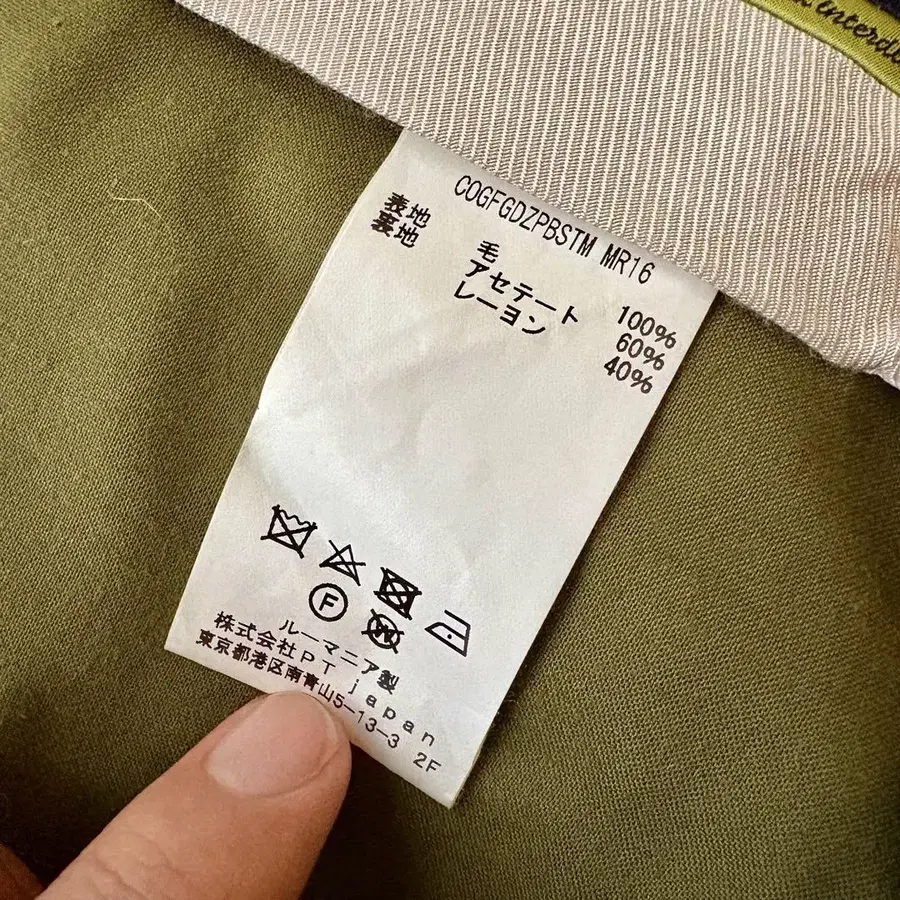 interdi
COGFGDZPBSTM MR16
表地 毛 100%
裏地 アセテート 60%
レーヨン 40%
F
W
ルーマニア製
株式会社PT japan
東京都港区南青山5-13-3 2F